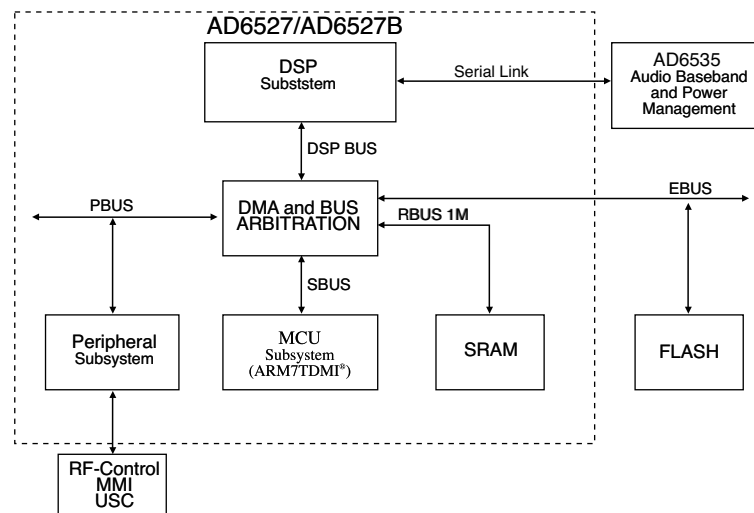 AD6527/AD6527B
DSP
Subststem
Serial Link
AD6535
Audio Baseband
and Power
Management
DSP BUS
EBUS
PBUS
DMA and BUS
ARBITRATION
RBUS 1M
SBUS
Peripheral
Subsystem
MCU
Subsystem
(ARM7TDMI®)
SRAM
FLASH
RF-Control
MMI
USC